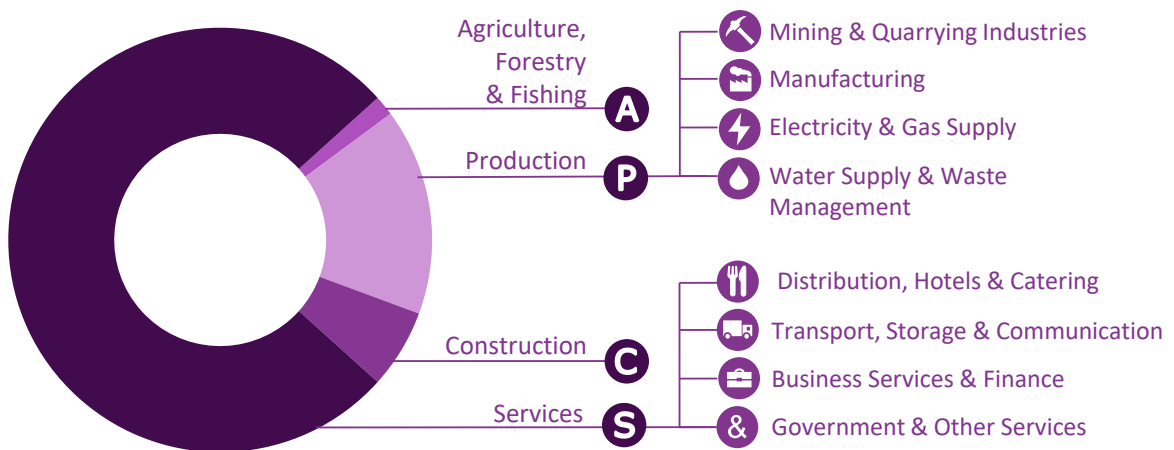 Agriculture,
Forestry
& Fishing
A
Production
P
Mining & Quarrying Industries
Manufacturing
Electricity & Gas Supply
Water Supply & Waste
Management
Construction
C
Services
S
Distribution, Hotels & Catering
Transport, Storage & Communication
Business Services & Finance
&
Government & Other Services